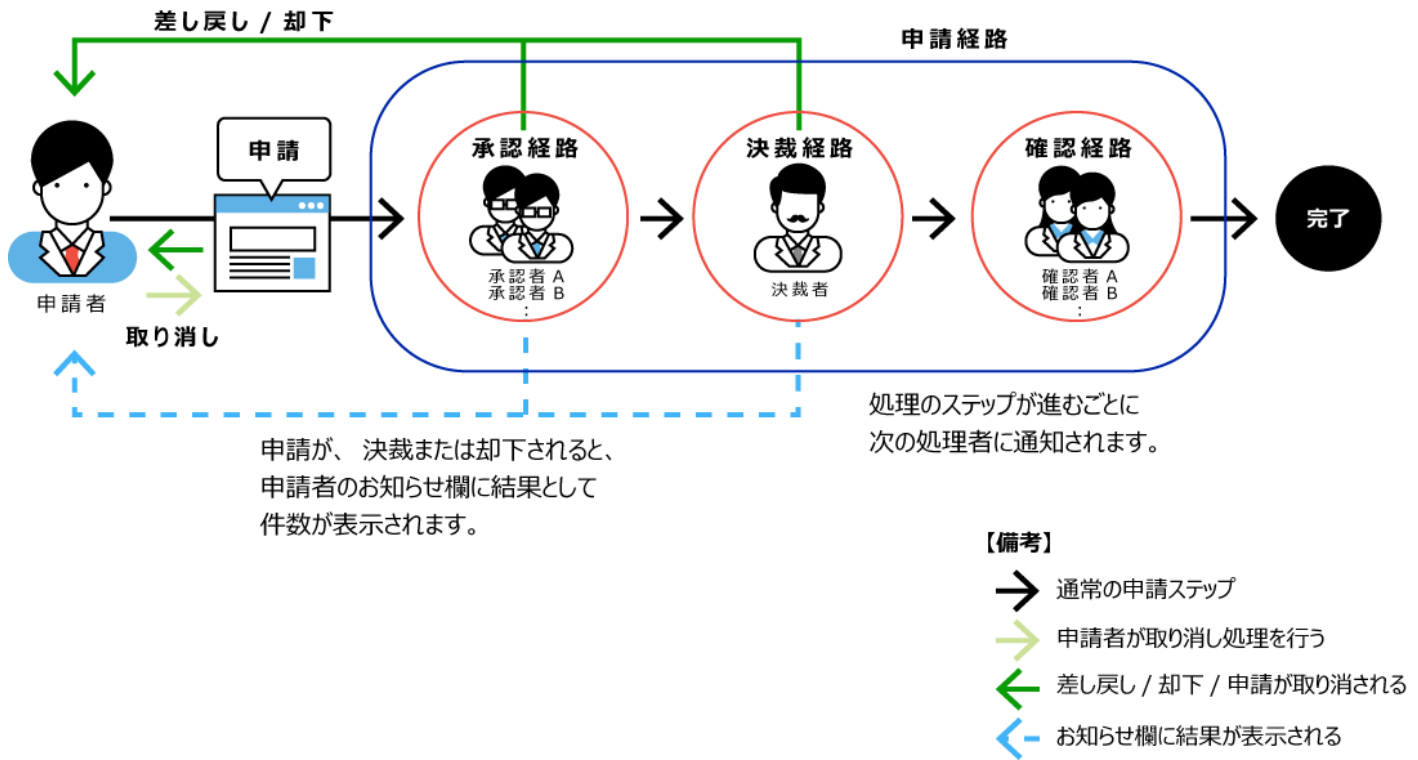 差し戻し / 却下
申請経路
申請
承認経路
決裁経路
確認経路
完了
承認者 A
承認者 B
:
決裁者
確認者 A
確認者 B
:
申請者
取り消し
処理のステップが進むごとに
次の処理者に通知されます。
申請が、 決裁または却下されると、
申請者のお知らせ欄に結果として
件数が表示されます。
【備考】
通常の申請ステップ
申請者が取り消し処理を行う
差し戻し / 却下 / 申請が取り消される
お知らせ欄に結果が表示される